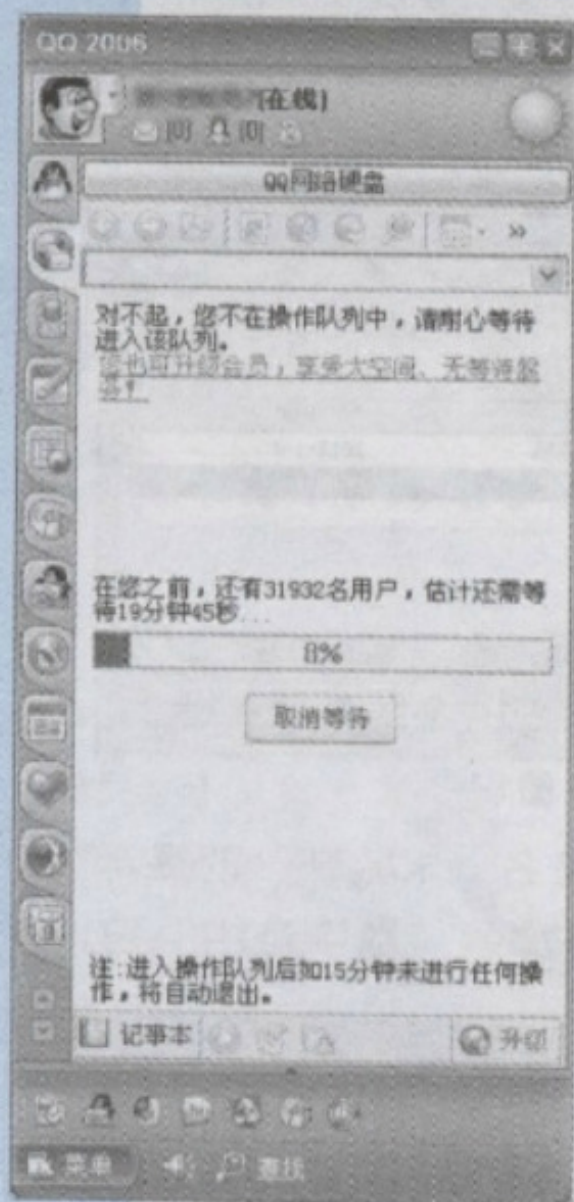 QQ 2006
[在线]
[0] [0]
QQ网络硬盘
对不起，您不在操作队列中，请耐心等待
进入该队列。
您也可升级会员，享受大空间、无等待服
务！
在您之前，还有31932名用户，估计还需等
待19分钟45秒...
8%
取消等待
注:进入操作队列后如15分钟未进行任何操
作，将自动退出。
记事本
升级
菜单
查找